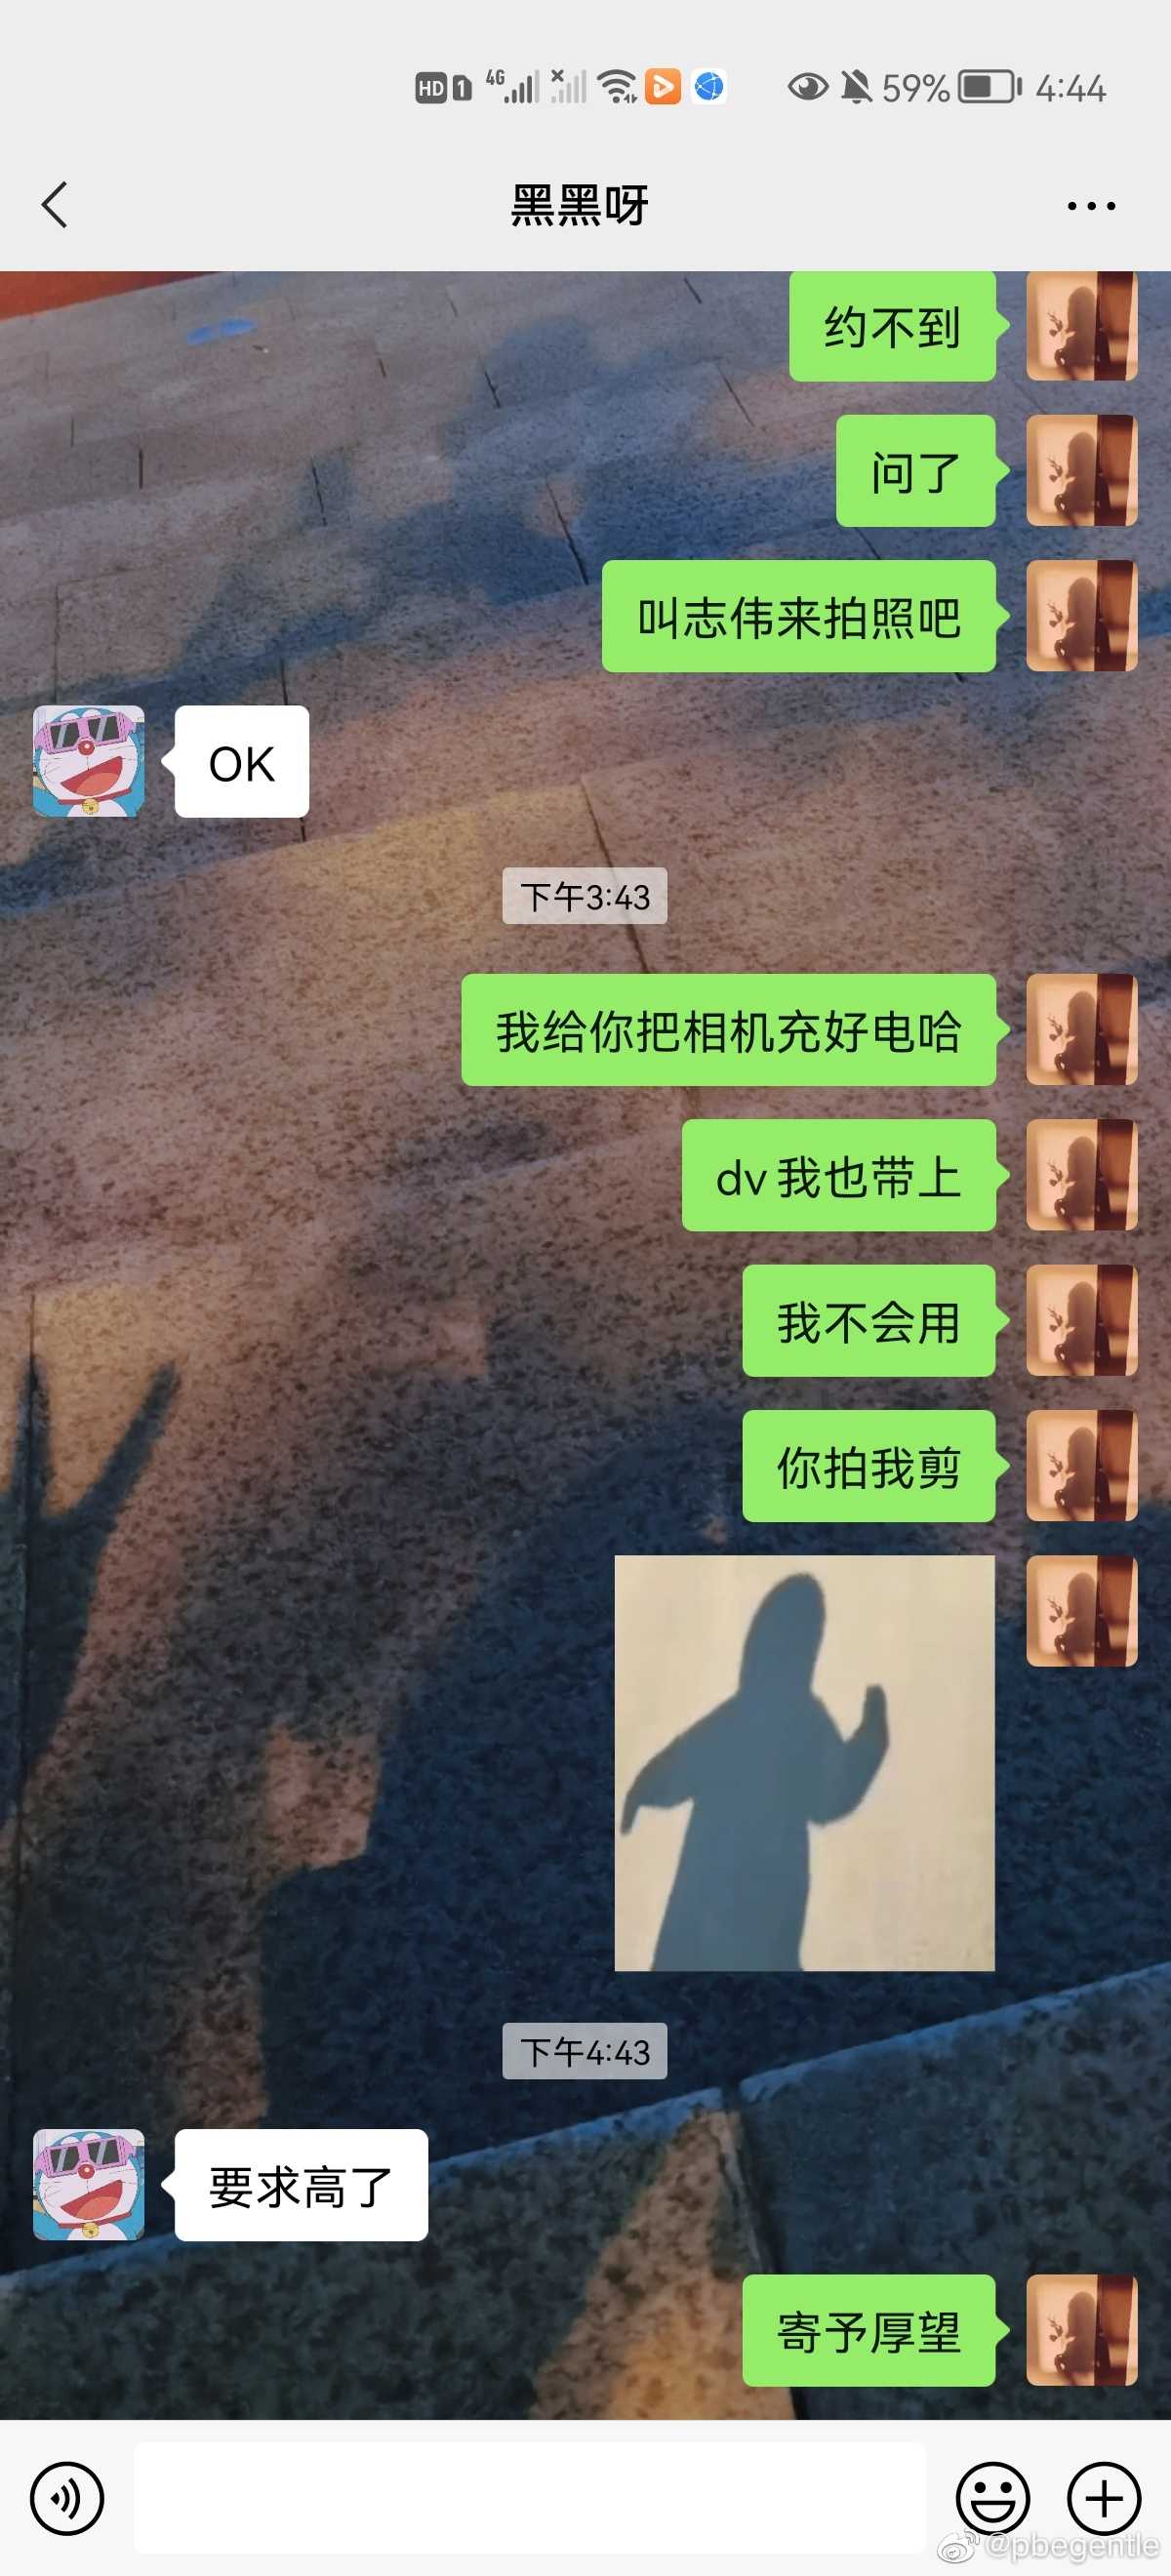 HD 1 4G 59% 4:44
黑黑呀
约不到
问了
叫志伟来拍照吧
OK
下午3:43
我给你把相机充好电哈
dv我也带上
我不会用
你拍我剪
下午4:43
要求高了
寄予厚望
@pbegentle